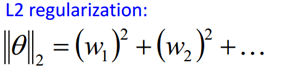 L2 regularization:
‖θ‖₂ = (w₁)² + (w₂)² + ...